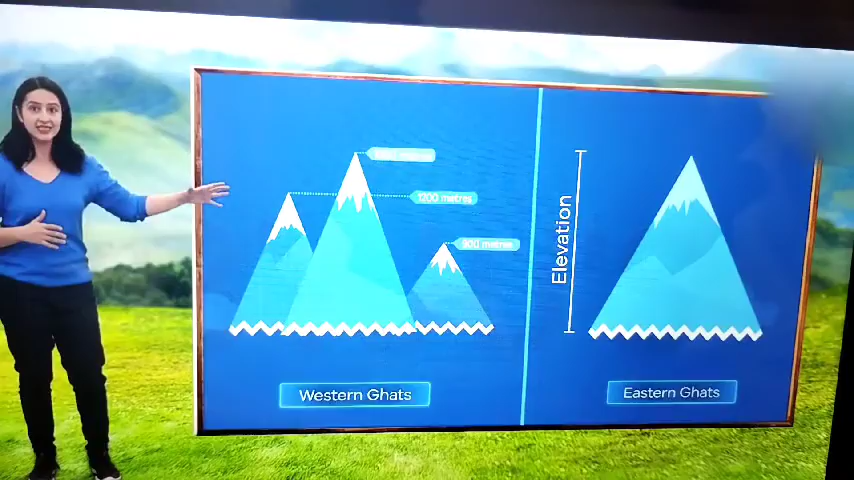 1200 metres
900 metres
Western Ghats
Elevation
Eastern Ghats